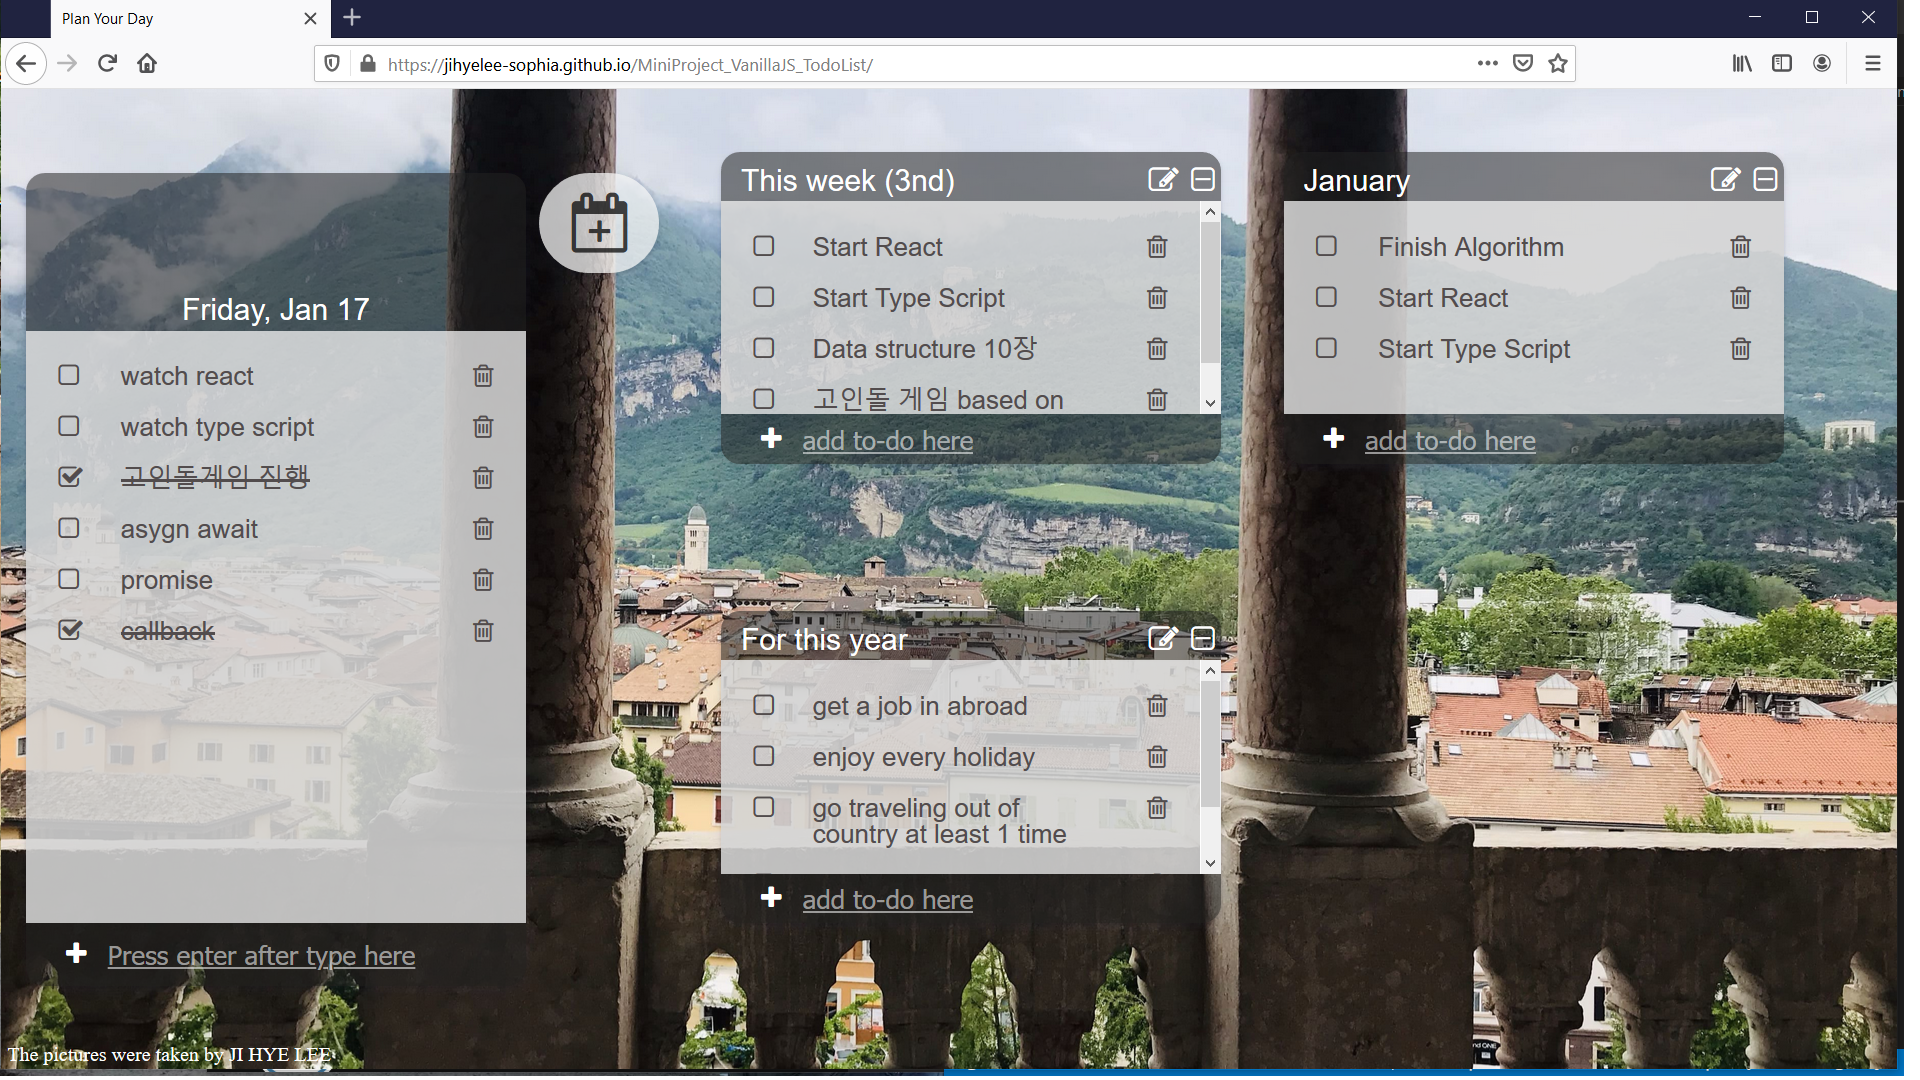 Plan Your Day
https://jihyelee-sophia.github.io/MiniProject_VanillaJS_TodoList/
Friday, Jan 17
watch react
watch type script
고인돌게임 진행
asygn await
promise
callback
Press enter after type here
This week (3nd)
Start React
Start Type Script
Data structure 10장
고인돌 게임 based on
add to-do here
January
Finish Algorithm
Start React
Start Type Script
add to-do here
For this year
get a job in abroad
enjoy every holiday
go traveling out of
country at least 1 time
add to-do here
The pictures were taken by JI HYE LEE